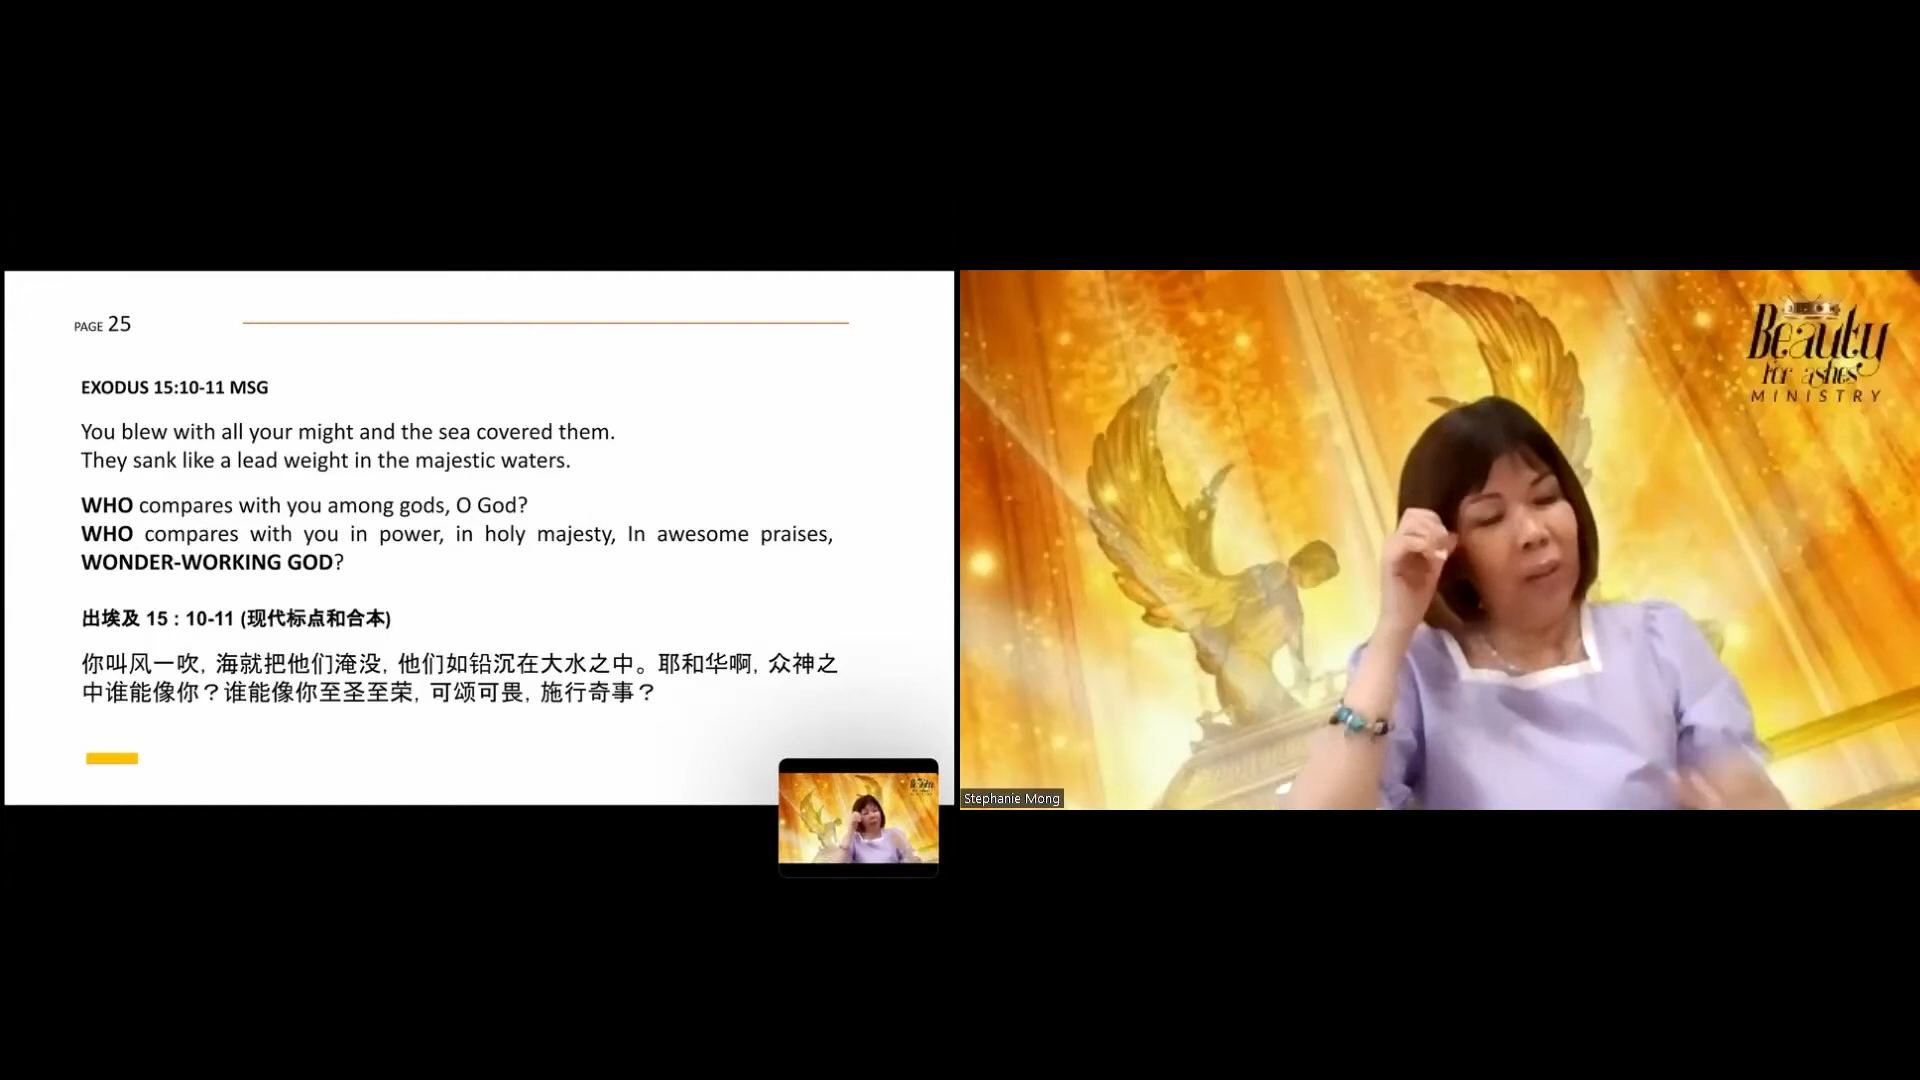 PAGE 25
EXODUS 15:10-11 MSG
You blew with all your might and the sea covered them.
They sank like a lead weight in the majestic waters.
WHO compares with you among gods, O God?
WHO compares with you in power, in holy majesty, In awesome praises,
WONDER-WORKING GOD?
出埃及 15 : 10-11 (现代标点和合本)
你叫风一吹, 海就把他们淹没, 他们如铅沉在大水之中。耶和华啊, 众神之
中谁能像你？谁能像你至圣至荣, 可颂可畏, 施行奇事？
Beauty
For ashes
MINISTRY
Stephanie Mong